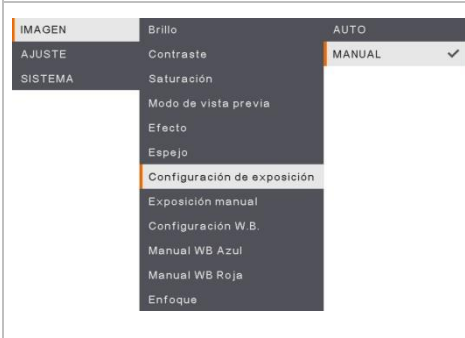 IMAGEN
AJUSTE
SISTEMA
Brillo
Contraste
Saturación
Modo de vista previa
Efecto
Espejo
Configuración de exposición
Exposición manual
Configuración W.B.
Manual WB Azul
Manual WB Roja
Enfoque
AUTO
MANUAL